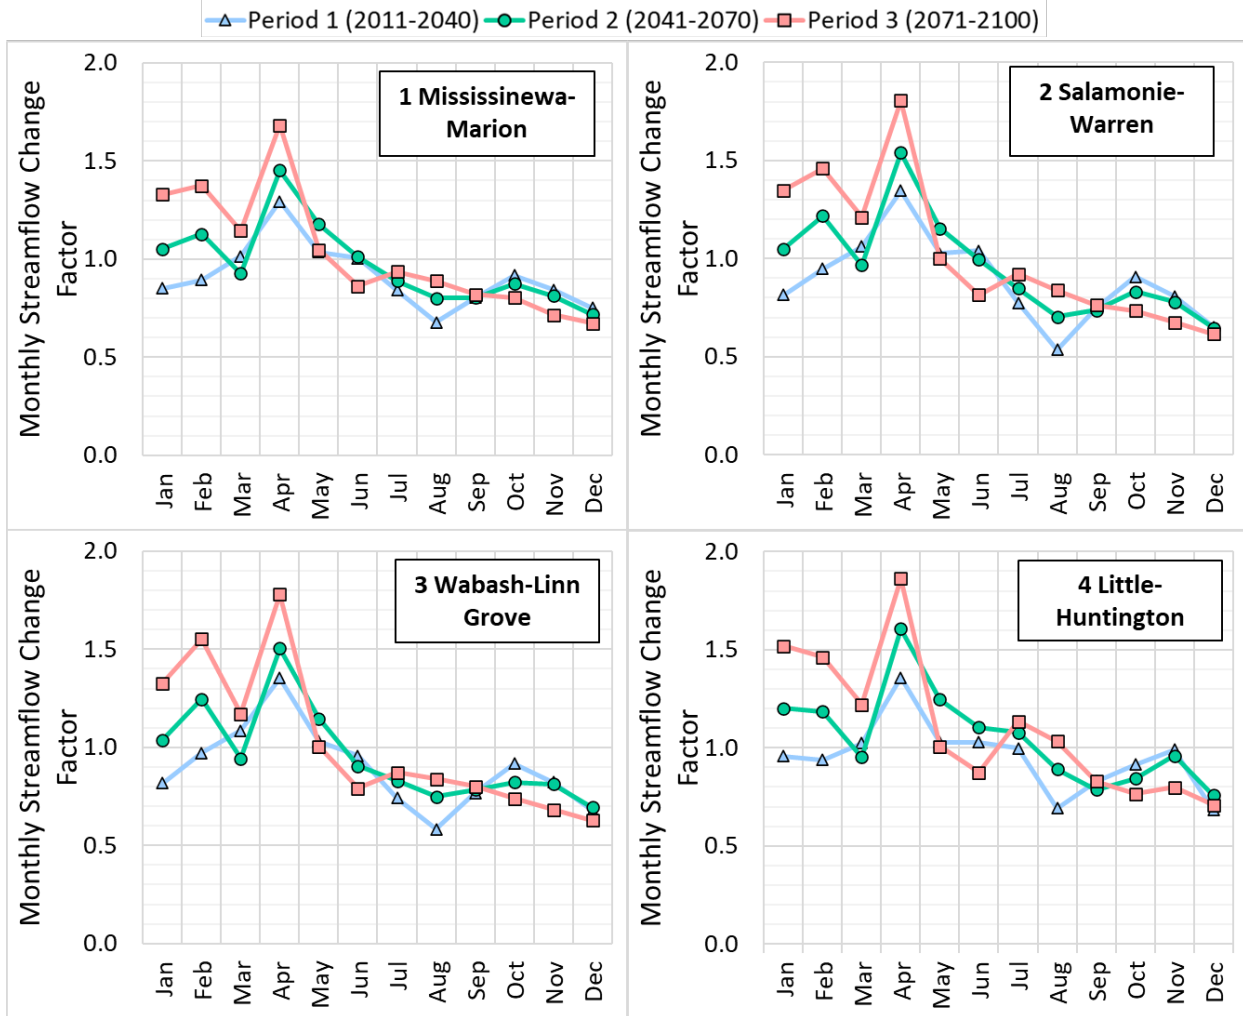 Period 1 (2011-2040) Period 2 (2041-2070) Period 3 (2071-2100)
Monthly Streamflow Change
Factor
2.0
1.5
1.0
0.5
0.0
1 Mississinewa-
Marion
Jan Feb Mar Apr May Jun Jul Aug Sep Oct Nov Dec
Monthly Streamflow Change
Factor
2.0
1.5
1.0
0.5
0.0
2 Salamonie-
Warren
Jan Feb Mar Apr May Jun Jul Aug Sep Oct Nov Dec
Monthly Streamflow Change
Factor
2.0
1.5
1.0
0.5
0.0
3 Wabash-Linn
Grove
Jan Feb Mar Apr May Jun Jul Aug Sep Oct Nov Dec
Monthly Streamflow Change
Factor
2.0
1.5
1.0
0.5
0.0
4 Little-
Huntington
Jan Feb Mar Apr May Jun Jul Aug Sep Oct Nov Dec